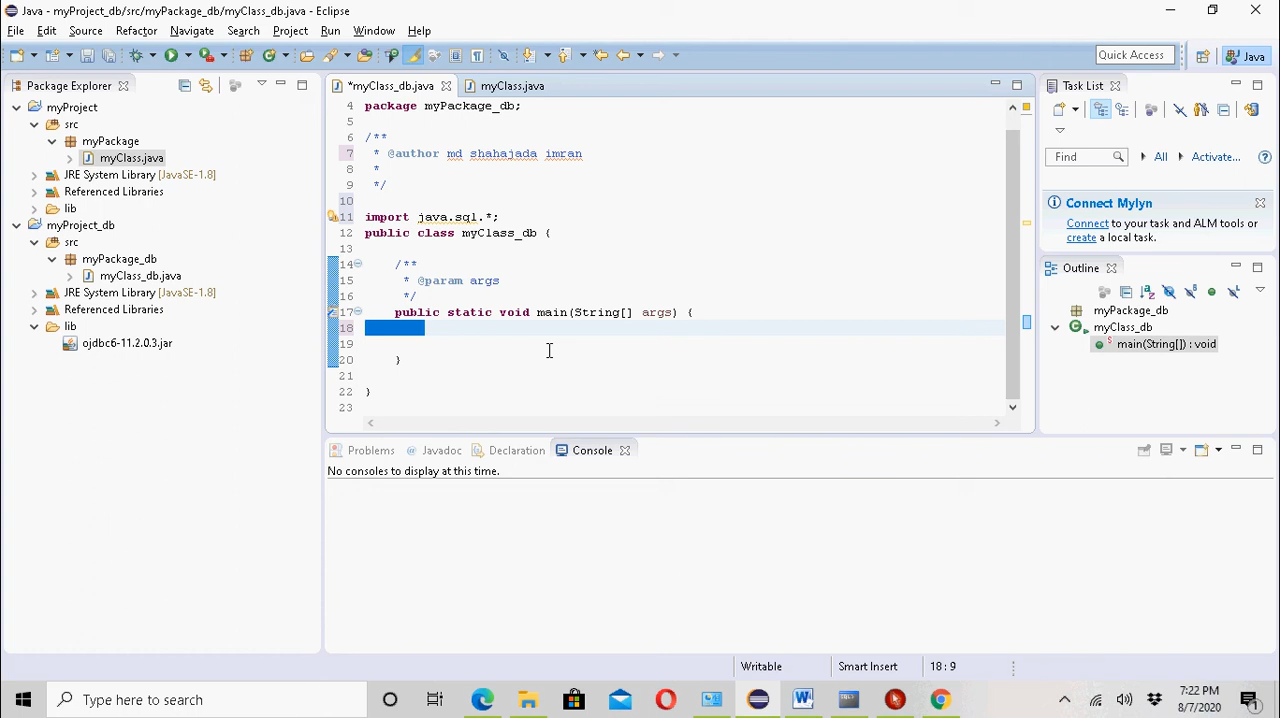 Java - myProject_db/src/myPackage_db/myClass_db.java - Eclipse
File Edit Source Refactor Navigate Search Project Run Window Help
Quick Access
Java
Package Explorer
myProject
src
myPackage
myClass.java
JRE System Library [JavaSE-1.8]
Referenced Libraries
lib
myProject_db
src
myPackage_db
myClass_db.java
JRE System Library [JavaSE-1.8]
Referenced Libraries
lib
ojdbc6-11.2.0.3.jar
*myClass_db.java
myClass.java
4 package myPackage_db;
5
6 /**
7 * @author md shahajada imran
8 *
9 */
10
11 import java.sql.*;
12 public class myClass_db {
13
14 /**
15 * @param args
16 */
17 public static void main(String[] args) {
18
19
20 }
21
22 }
23
Problems @ Javadoc Declaration Console
No consoles to display at this time.
Task List
Find All Activate...
Connect Mylyn
Connect to your task and ALM tools or
create a local task.
Outline
myPackage_db
myClass_db
main(String[]) : void
Writable Smart Insert 18 : 9
Type here to search
7:22 PM
8/7/2020
1